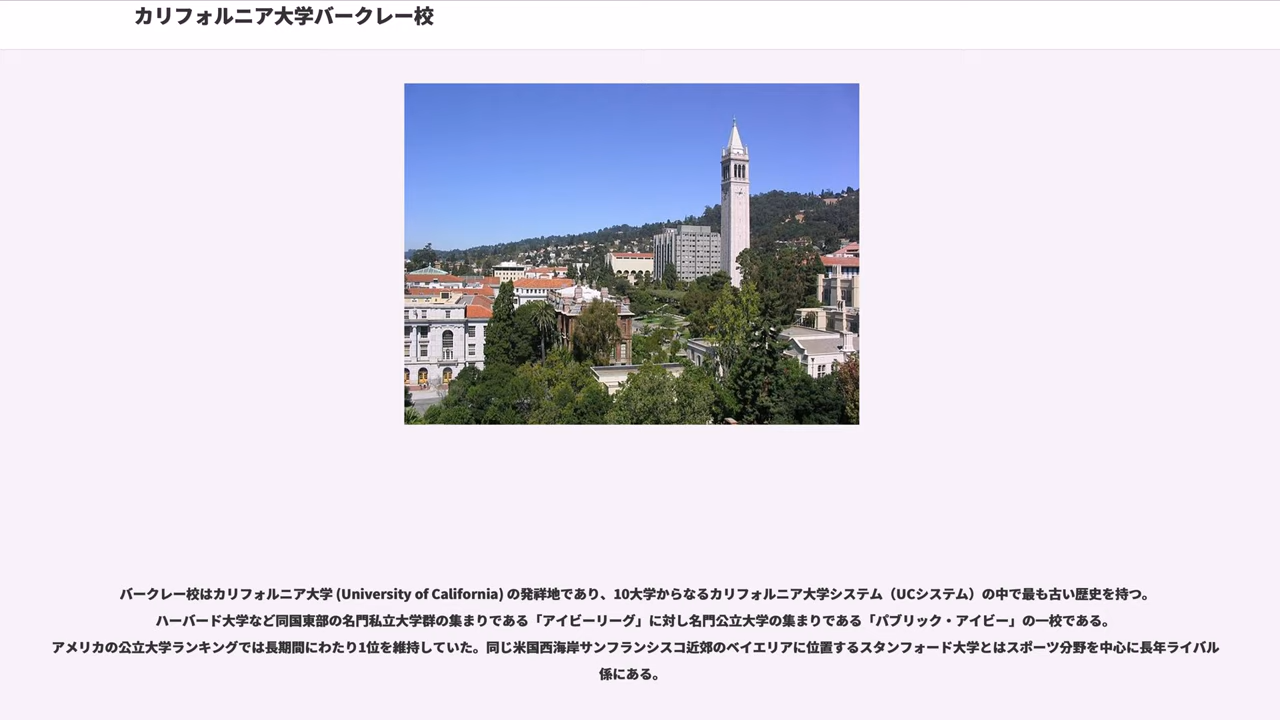 カリフォルニア大学バークレー校
バークレー校はカリフォルニア大学 (University of California) の発祥地であり、10大学からなるカリフォルニア大学システム（UCシステム）の中で最も古い歴史を持つ。
ハーバード大学など同国東部の名門私立大学群の集まりである「アイビーリーグ」に対し名門公立大学の集まりである「パブリック・アイビー」の一校である。
アメリカの公立大学ランキングでは長期間にわたり1位を維持していた。同じ米国西海岸サンフランシスコ近郊のベイエリアに位置するスタンフォード大学とはスポーツ分野を中心に長年ライバル
係にある。